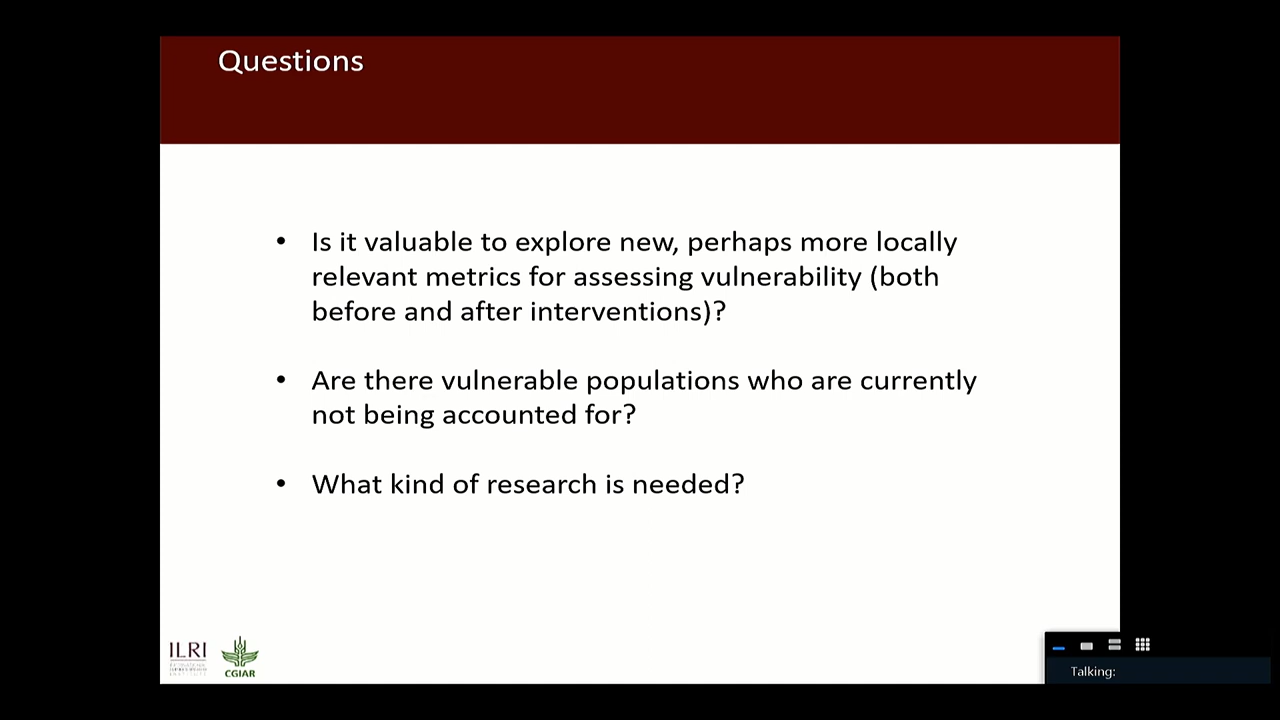 Questions
• Is it valuable to explore new, perhaps more locally
relevant metrics for assessing vulnerability (both
before and after interventions)?
• Are there vulnerable populations who are currently
not being accounted for?
• What kind of research is needed?
ILRI
CGIAR
Talking: